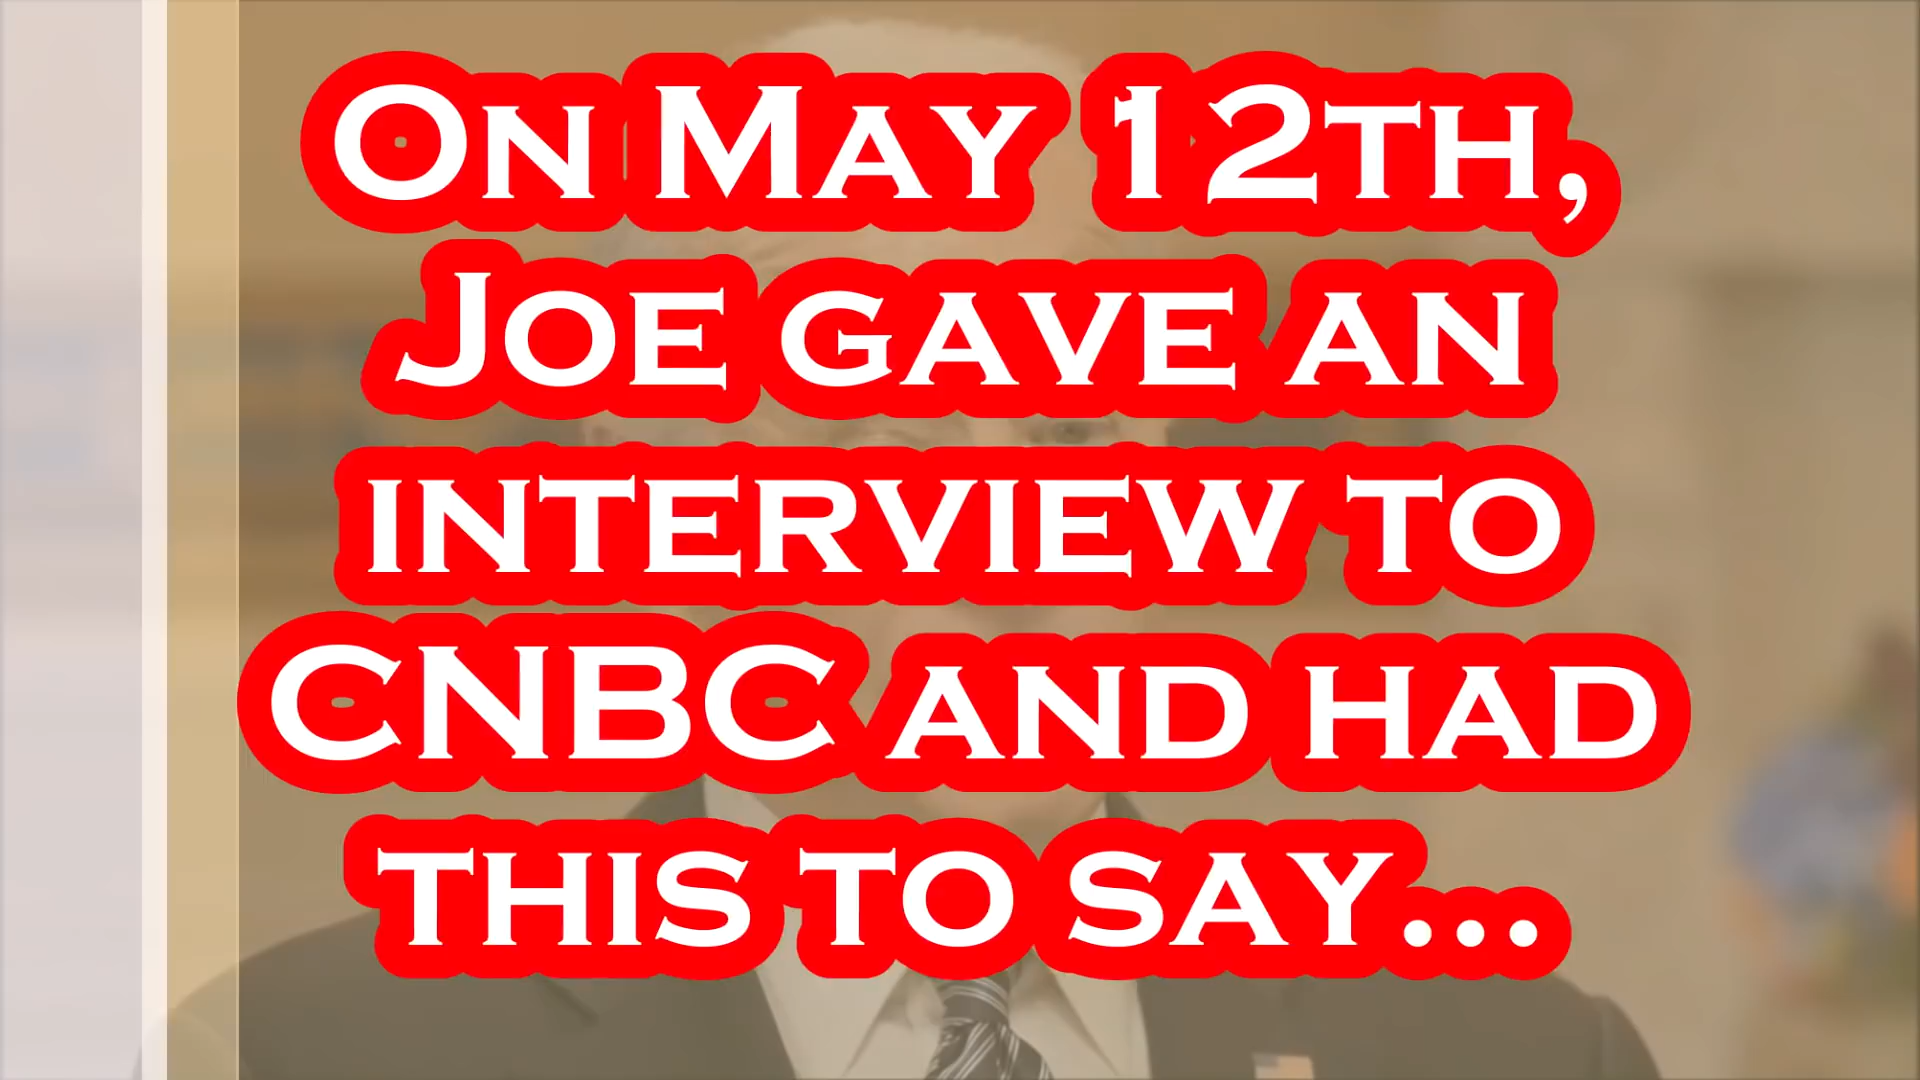 On May 12th,
Joe gave an
interview to
CNBC and had
this to say...